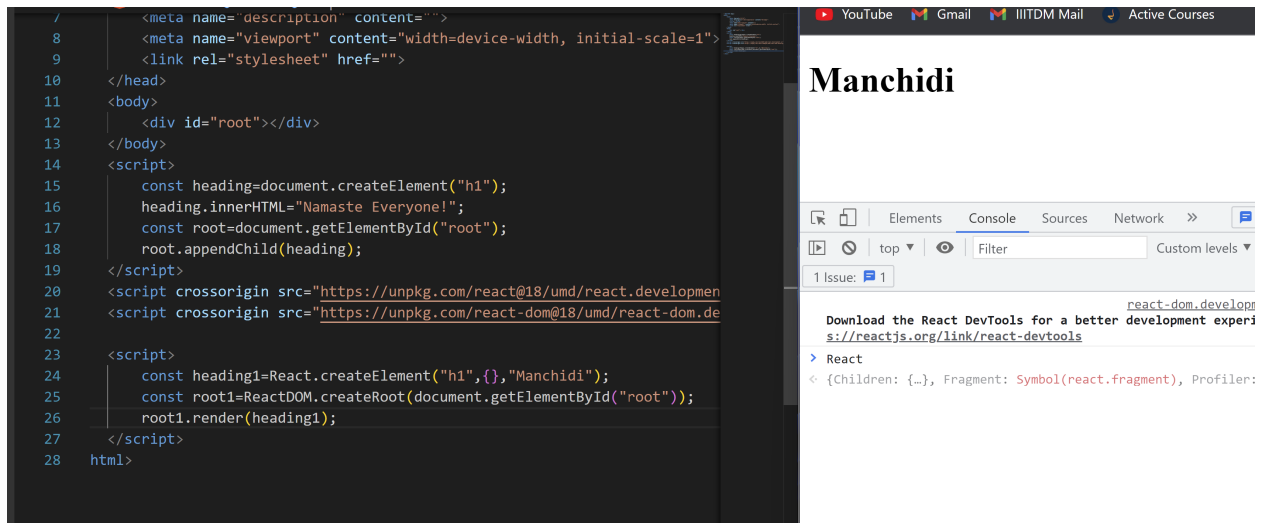 7 <meta name="description" content="">
8 <meta name="viewport" content="width=device-width, initial-scale=1">
9 <link rel="stylesheet" href="">
10 </head>
11 <body>
12 <div id="root"></div>
13 </body>
14 <script>
15 const heading=document.createElement("h1");
16 heading.innerHTML="Namaste Everyone!";
17 const root=document.getElementById("root");
18 root.appendChild(heading);
19 </script>
20 <script crossorigin src="https://unpkg.com/react@18/umd/react.developmen
21 <script crossorigin src="https://unpkg.com/react-dom@18/umd/react-dom.de
22
23 <script>
24 const heading1=React.createElement("h1",{},"Manchidi");
25 const root1=ReactDOM.createRoot(document.getElementById("root"));
26 root1.render(heading1);
27 </script>
28 html>
YouTube Gmail IIITDM Mail Active Courses
Manchidi
Elements Console Sources Network »
top ▼ Filter Custom levels ▼
1 Issue: 1
react-dom.developm
Download the React DevTools for a better development experi
s://reactjs.org/link/react-devtools
> React
{Children: {…}, Fragment: Symbol(react.fragment), Profiler: